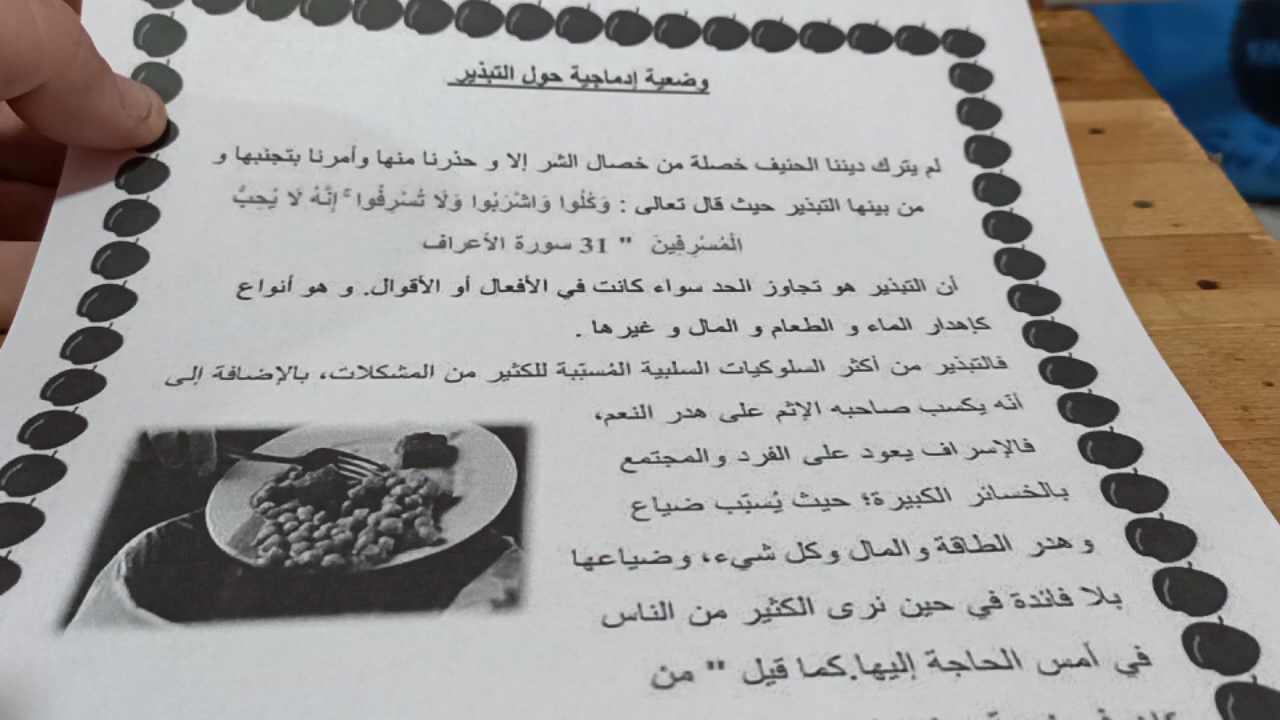 وضعية إدماجية حول التبذير
لم يترك ديننا الحنيف خصلة من خصال الشر إلا و حذرنا منها وأمرنا بتجنبها و
من بينها التبذير حيث قال تعالى : وَكُلُوا وَاشْرَبُوا وَلَا تُسْرِفُوا ۚ إِنَّهُ لَا يُحِبُّ
الْمُسْرِفِينَ " 31 سورة الأعراف
أن التبذير هو تجاوز الحد سواء كانت في الأفعال أو الأقوال. و هو أنواع
كإهدار الماء و الطعام و المال و غيرها .
فالتبذير من أكثر السلوكيات السلبية المُستبة للكثير من المشكلات، بالإضافة إلى
أنّه يكسب صاحبه الإثم على هدر النعم،
فالإسراف يعود على الفرد والمجتمع
بالخسائر الكبيرة؛ حيث يُسبّب ضياع
وهدر الطاقة والمال وكل شيء، وضياعها
بلا فائدة في حين نرى الكثير من الناس
في أمس الحاجة إليها.كما قيل " من